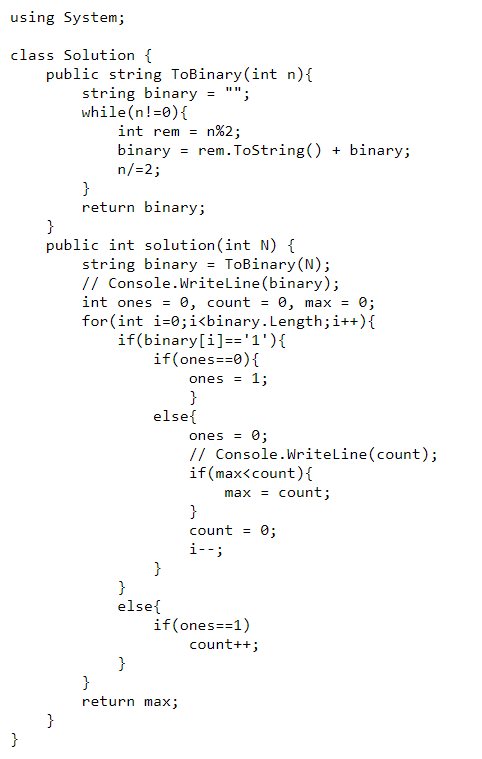 using System;

class Solution {
    public string ToBinary(int n){
        string binary = "";
        while(n!=0){
            int rem = n%2;
            binary = rem.ToString() + binary;
            n/=2;
        }
        return binary;
    }
    public int solution(int N) {
        string binary = ToBinary(N);
        // Console.WriteLine(binary);
        int ones = 0, count = 0, max = 0;
        for(int i=0;i<binary.Length;i++){
            if(binary[i]=='1'){
                if(ones==0){
                    ones = 1;
                    }
                else{
                    ones = 0;
                    // Console.WriteLine(count);
                    if(max<count){
                        max = count;
                    }
                    count = 0;
                    i--;
                }
            }
            else{
                if(ones==1)
                    count++;
            }
        }
        return max;
    }
}